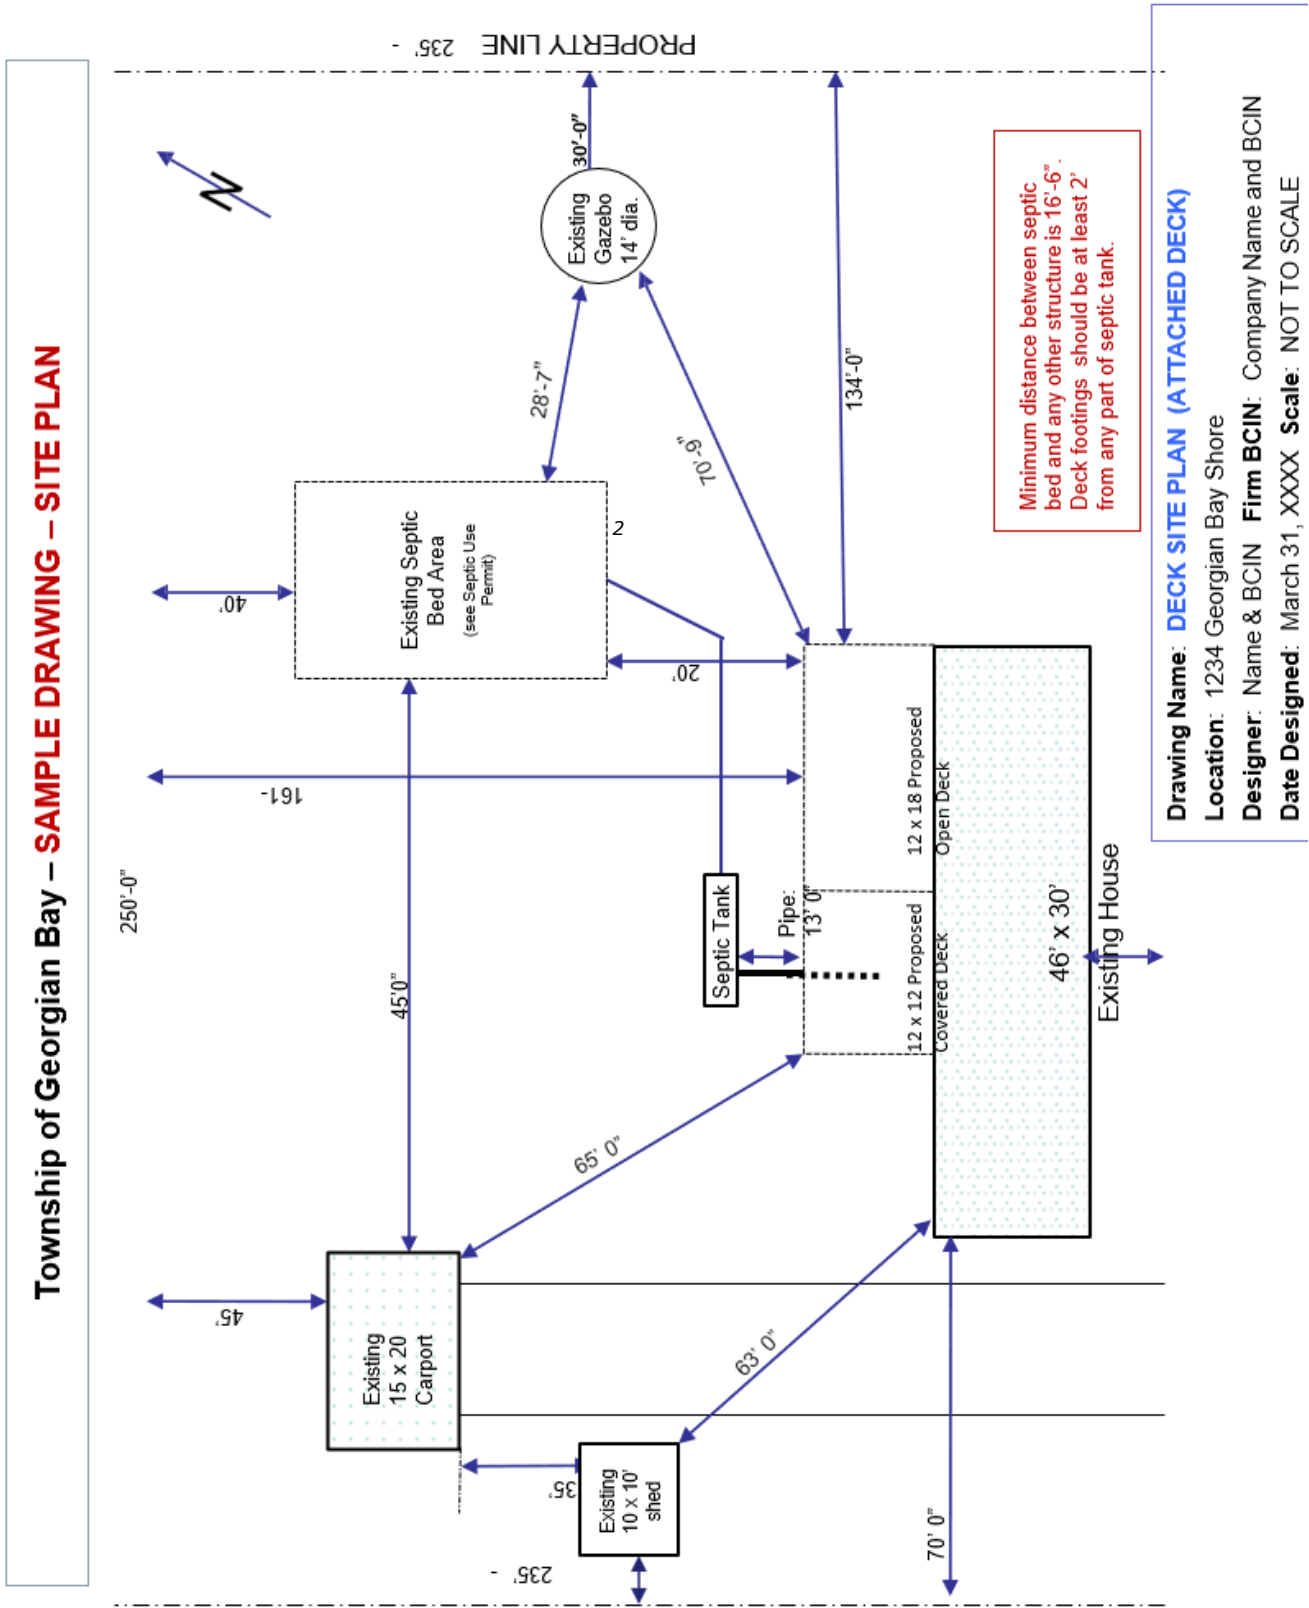 Township of Georgian Bay – SAMPLE DRAWING – SITE PLAN
250'-0"
45'
40'
161-
N
235' -
PROPERTY LINE
Existing
15 x 20
Carport
45'0"
Existing Septic
Bed Area
(see Septic Use
Permit)
28'-7"
30'-0"
Existing
Gazebo
14' dia.
2
235' -
35'
Existing
10 x 10'
shed
65' 0"
20'
70'-9"
Septic Tank
Pipe:
13' 0"
63' 0"
134'-0"
12 x 12 Proposed
Covered Deck
12 x 18 Proposed
Open Deck
70' 0"
46' x 30'
Existing House
Minimum distance between septic
bed and any other structure is 16'-6".
Deck footings should be at least 2'
from any part of septic tank.
Drawing Name: DECK SITE PLAN (ATTACHED DECK)
Location: 1234 Georgian Bay Shore
Designer: Name & BCIN Firm BCIN: Company Name and BCIN
Date Designed: March 31, XXXX Scale: NOT TO SCALE